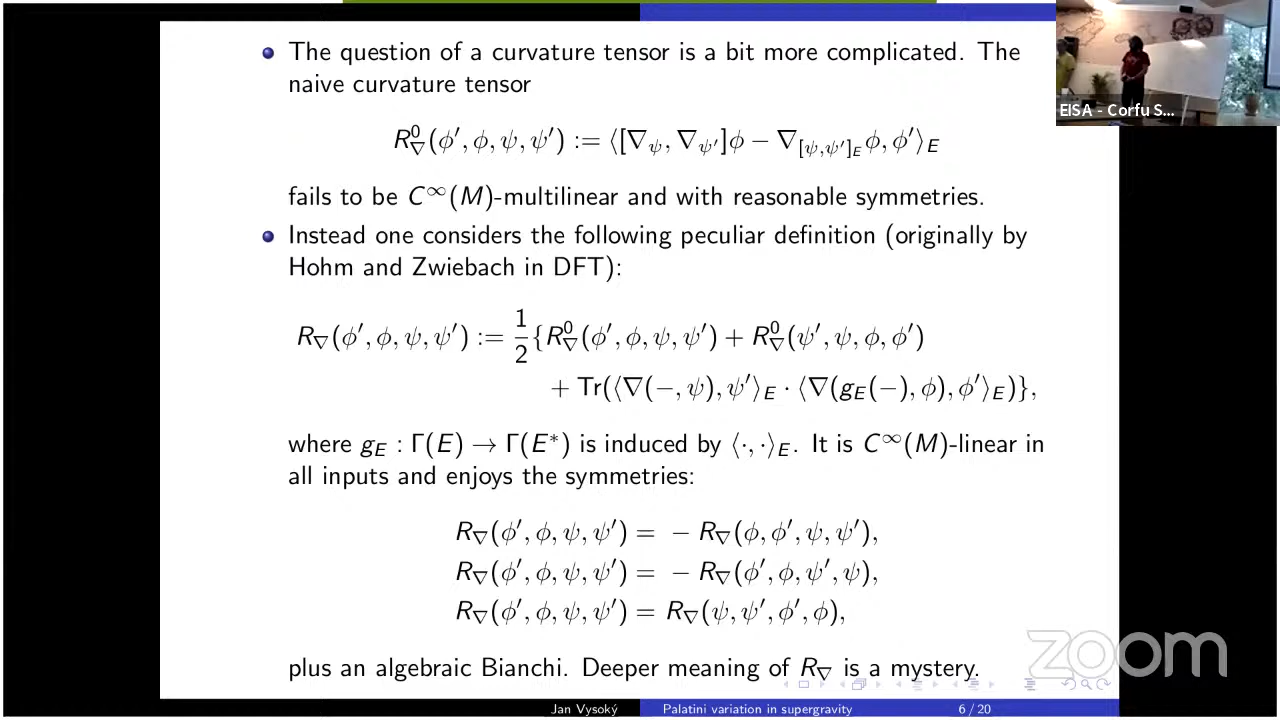 The question of a curvature tensor is a bit more complicated. The
naive curvature tensor
R⁰_∇(ϕ′, ϕ, ψ, ψ′) := ⟨[∇_ψ, ∇_ψ′]ϕ − ∇_[ψ,ψ′]_E ϕ, ϕ′⟩_E
fails to be C^∞(M)-multilinear and with reasonable symmetries.
Instead one considers the following peculiar definition (originally by
Hohm and Zwiebach in DFT):
R_∇(ϕ′, ϕ, ψ, ψ′) := 1/2 {R⁰_∇(ϕ′, ϕ, ψ, ψ′) + R⁰_∇(ψ′, ψ, ϕ, ϕ′)
+ Tr(⟨∇(−, ψ), ψ′⟩_E · ⟨∇(g_E(−), ϕ), ϕ′⟩_E)},
where g_E : Γ(E) → Γ(E*) is induced by ⟨·, ·⟩_E. It is C^∞(M)-linear in
all inputs and enjoys the symmetries:
R_∇(ϕ′, ϕ, ψ, ψ′) = − R_∇(ϕ, ϕ′, ψ, ψ′),
R_∇(ϕ′, ϕ, ψ, ψ′) = − R_∇(ϕ′, ϕ, ψ′, ψ),
R_∇(ϕ′, ϕ, ψ, ψ′) = R_∇(ψ, ψ′, ϕ′, ϕ),
plus an algebraic Bianchi. Deeper meaning of R_∇ is a mystery.
Jan Vysoký Palatini variation in supergravity 6 / 20
EISA - Corfu S...
zoom